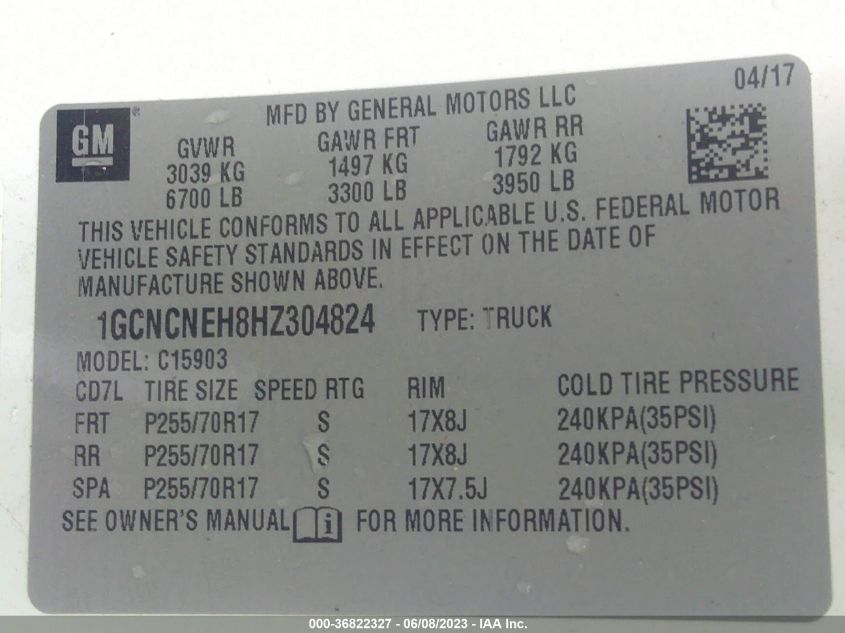 04/17
GM
MFD BY GENERAL MOTORS LLC
GVWR GAWR FRT GAWR RR
3039 KG 1497 KG 1792 KG
6700 LB 3300 LB 3950 LB
THIS VEHICLE CONFORMS TO ALL APPLICABLE U.S. FEDERAL MOTOR
VEHICLE SAFETY STANDARDS IN EFFECT ON THE DATE OF
MANUFACTURE SHOWN ABOVE.
1GCNCNEH8HZ304824 TYPE: TRUCK
MODEL: C15903
CD7L TIRE SIZE SPEED RTG RIM COLD TIRE PRESSURE
FRT P255/70R17 S 17X8J 240KPA(35PSI)
RR P255/70R17 S 17X8J 240KPA(35PSI)
SPA P255/70R17 S 17X7.5J 240KPA(35PSI)
SEE OWNER'S MANUAL i FOR MORE INFORMATION.
000-36822327 - 06/08/2023 - IAA Inc.